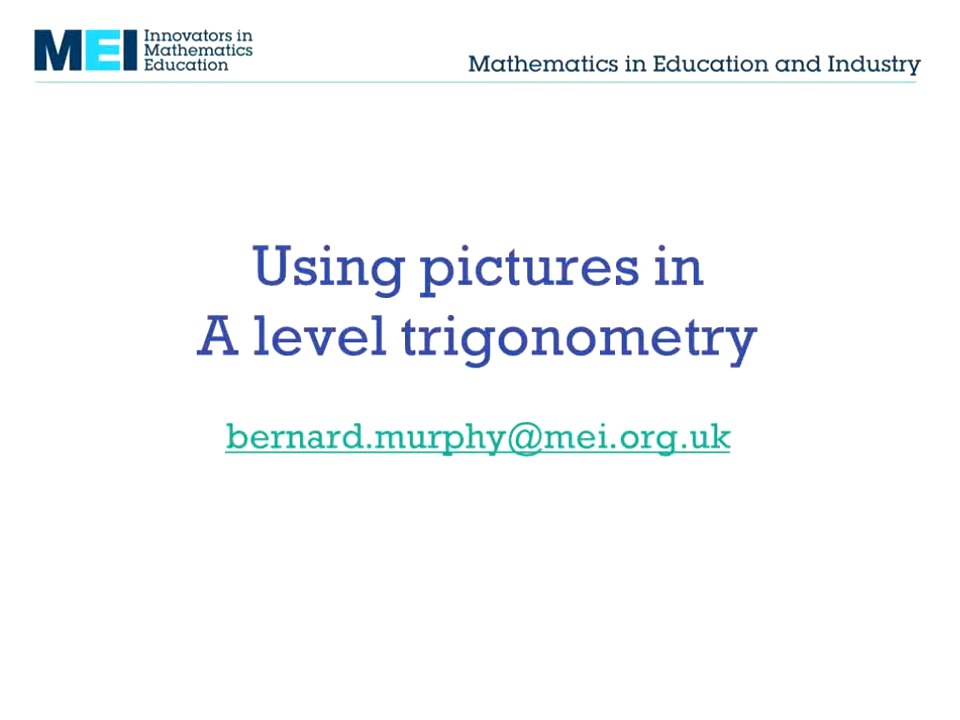 MEI Innovators in
Mathematics
Education
Mathematics in Education and Industry
Using pictures in
A level trigonometry
bernard.murphy@mei.org.uk